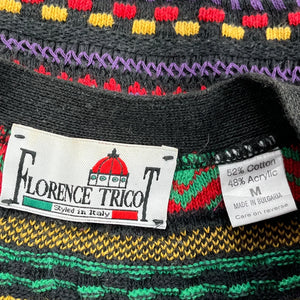 FLORENCE TRICOT
Styled in Italy
52% Cotton
48% Acrylic
M
MADE IN BULGARIA
Care on reverse